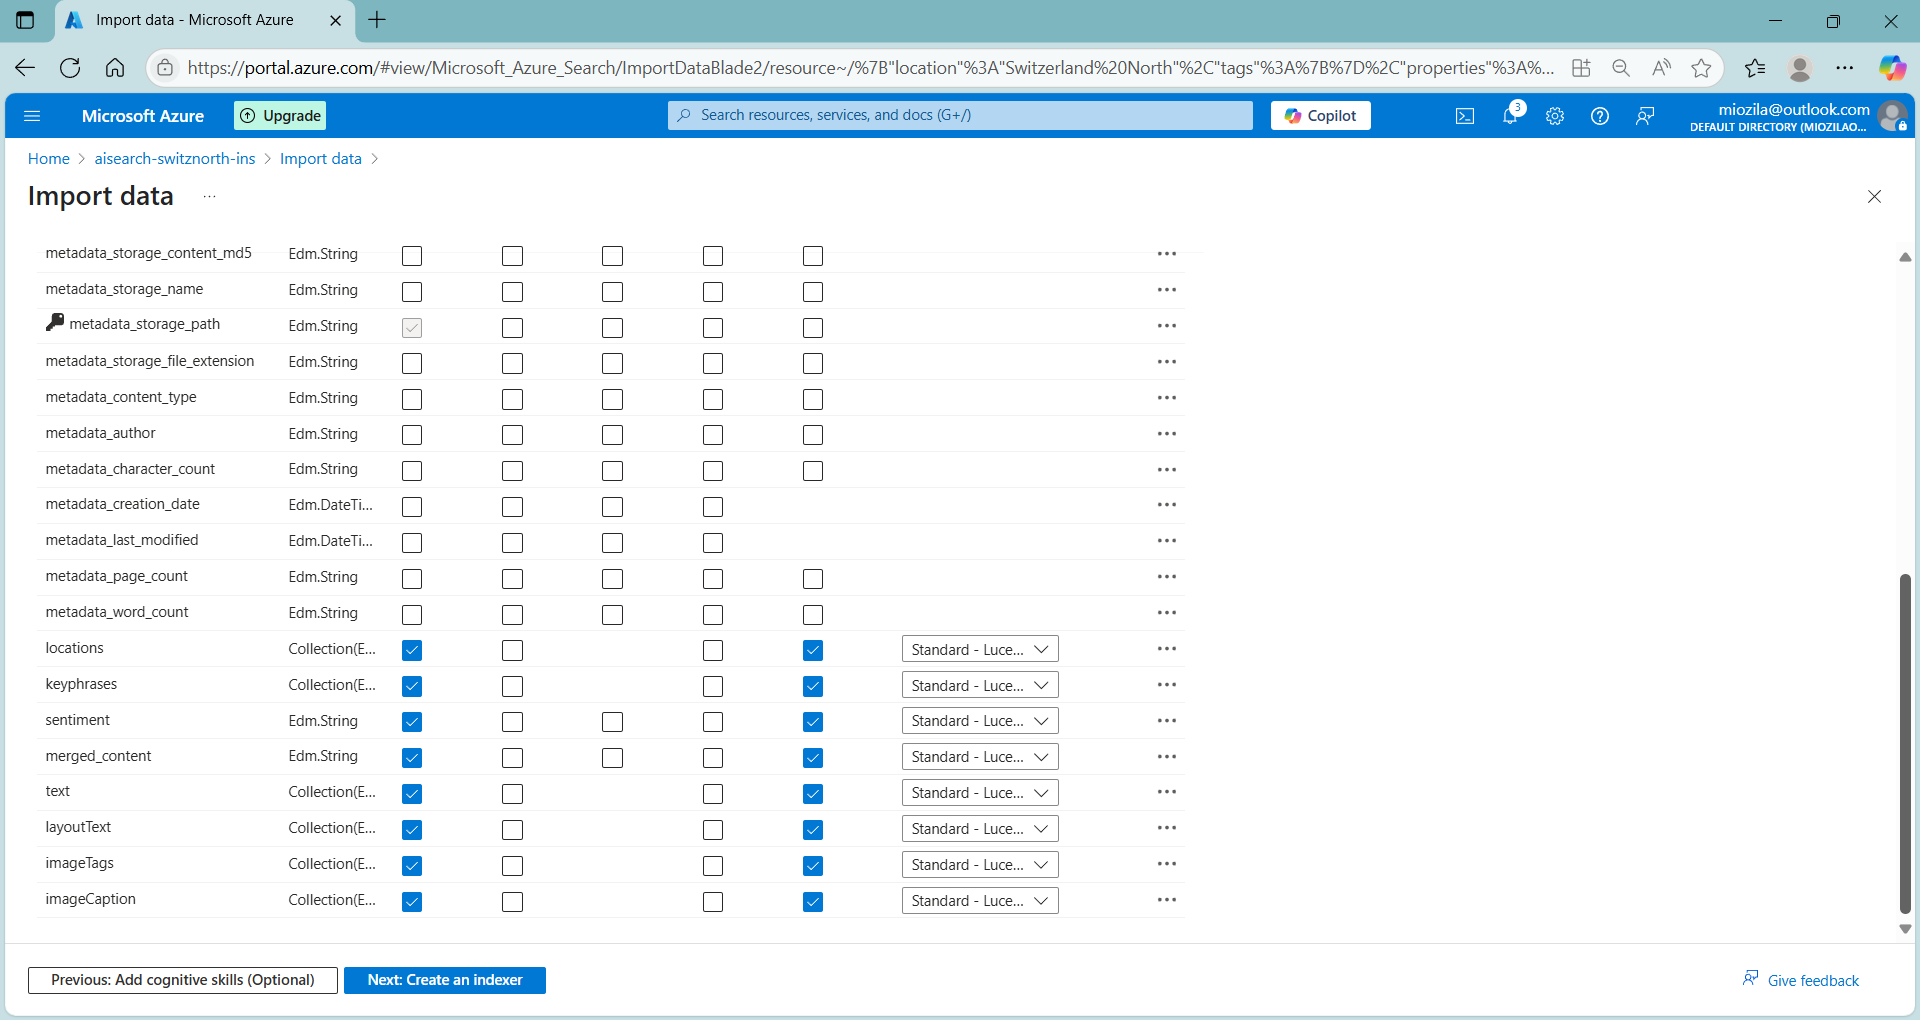 Import data - Microsoft Azure
https://portal.azure.com/#view/Microsoft_Azure_Search/ImportDataBlade2/resource~/%7B"location"%3A"Switzerland%20North"%2C"tags"%3A%7B%7D%2C"properties"%3A%...
Microsoft Azure
Upgrade
Search resources, services, and docs (G+/)
Copilot
3
miozila@outlook.com
DEFAULT DIRECTORY (MIOZILAO...
Home > aisearch-switznorth-ins > Import data >
Import data ...
metadata_storage_content_md5 Edm.String
metadata_storage_name Edm.String
metadata_storage_path Edm.String
metadata_storage_file_extension Edm.String
metadata_content_type Edm.String
metadata_author Edm.String
metadata_character_count Edm.String
metadata_creation_date Edm.DateTi...
metadata_last_modified Edm.DateTi...
metadata_page_count Edm.String
metadata_word_count Edm.String
locations Collection(E... Standard - Luce...
keyphrases Collection(E... Standard - Luce...
sentiment Edm.String Standard - Luce...
merged_content Edm.String Standard - Luce...
text Collection(E... Standard - Luce...
layoutText Collection(E... Standard - Luce...
imageTags Collection(E... Standard - Luce...
imageCaption Collection(E... Standard - Luce...
Previous: Add cognitive skills (Optional)
Next: Create an indexer
Give feedback